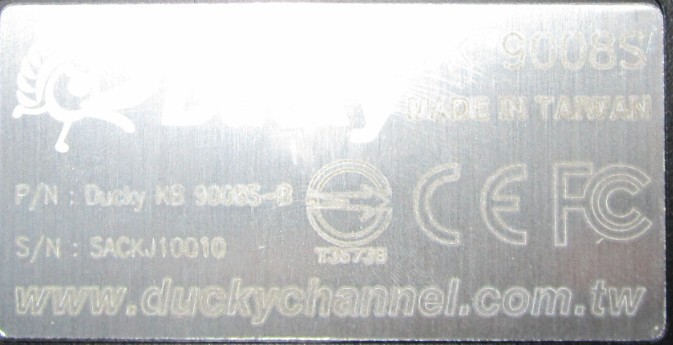 9008S
Ducky
MADE IN TAIWAN
P/N : Ducky KB 9008S-B
CE FC
S/N : SACKJ10010
T35738
www.duckychannel.com.tw